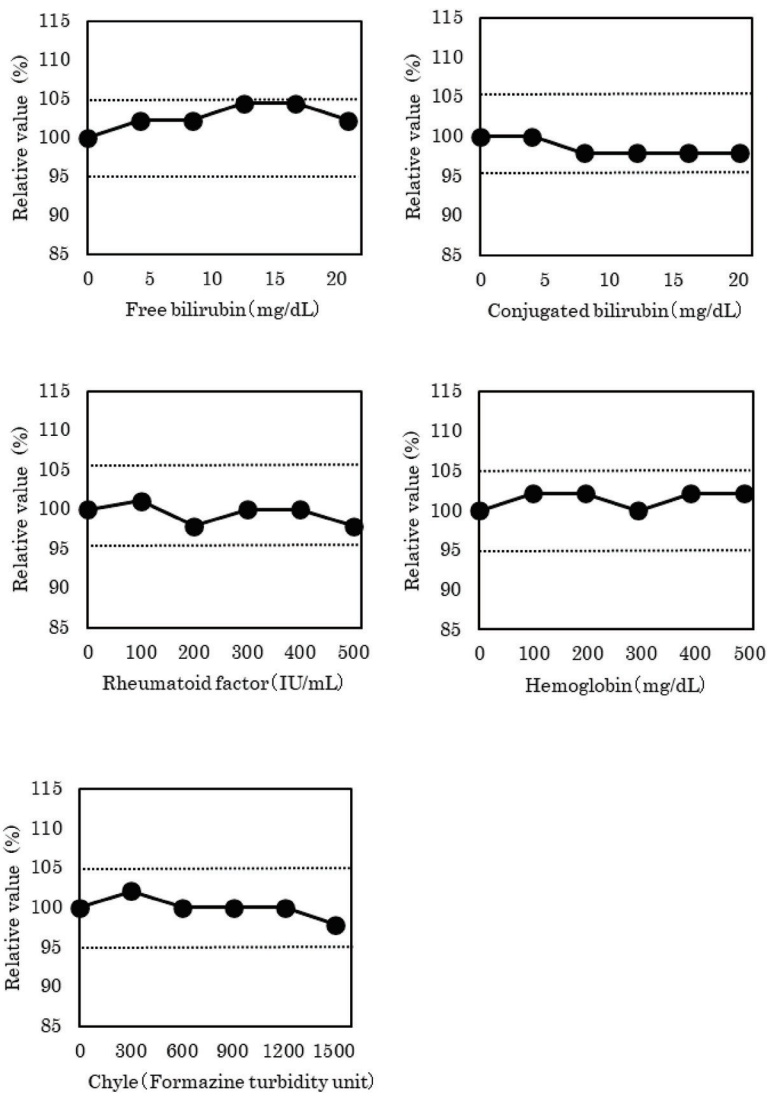 115
110
105
100
95
90
85
Relative value (%)
0 5 10 15 20
Free bilirubin(mg/dL)
115
110
105
100
95
90
85
Relative value (%)
0 5 10 15 20
Conjugated bilirubin(mg/dL)
115
110
105
100
95
90
85
Relative value (%)
0 100 200 300 400 500
Rheumatoid factor(IU/mL)
115
110
105
100
95
90
85
Relative value (%)
0 100 200 300 400 500
Hemoglobin(mg/dL)
115
110
105
100
95
90
85
Relative value (%)
0 300 600 900 1200 1500
Chyle(Formazine turbidity unit)